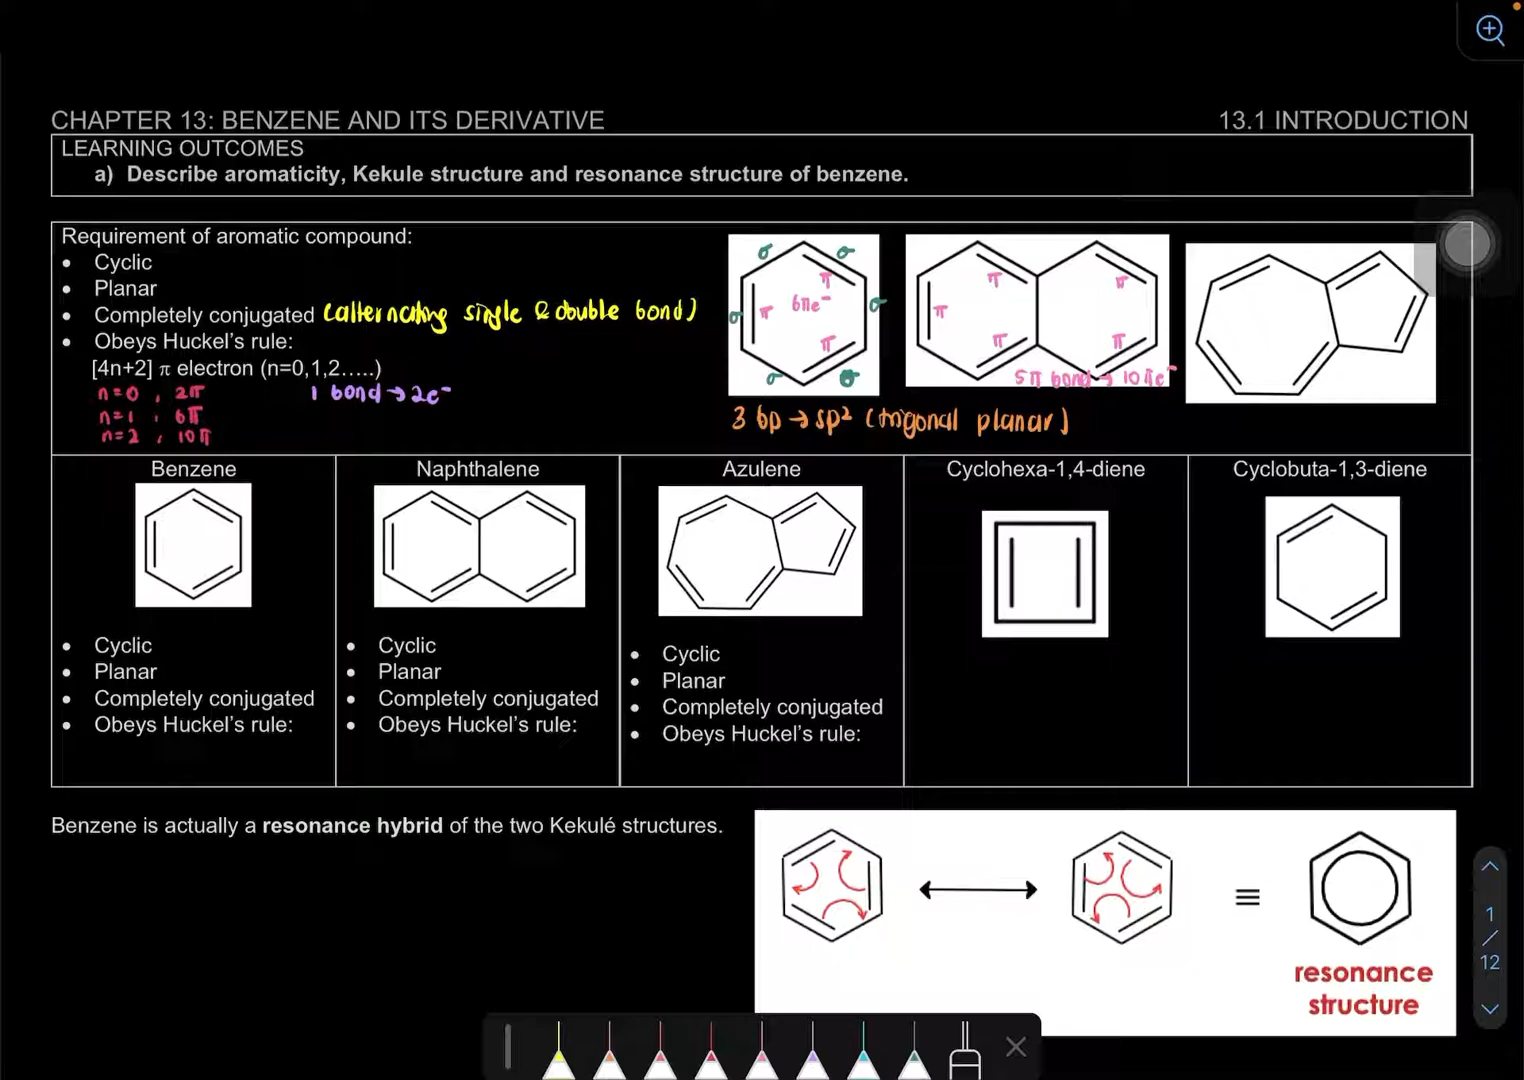 CHAPTER 13: BENZENE AND ITS DERIVATIVE
13.1 INTRODUCTION
LEARNING OUTCOMES
a) Describe aromaticity, Kekule structure and resonance structure of benzene.
Requirement of aromatic compound:
• Cyclic
• Planar
• Completely conjugated (alternating single & double bond)
• Obeys Huckel's rule:
[4n+2] π electron (n=0,1,2…..)
n=0 , 2π
1 bond → 2e⁻
n=1 , 6π
n=2 , 10π
σ σ
π
π 6πe⁻
σ σ
π
σ σ
π π
π
π π
5π bond → 10πe⁻
3 bp → sp² (trigonal planar)
Benzene
Naphthalene
Azulene
Cyclohexa-1,4-diene
Cyclobuta-1,3-diene
• Cyclic
• Planar
• Completely conjugated
• Obeys Huckel's rule:
• Cyclic
• Planar
• Completely conjugated
• Obeys Huckel's rule:
• Cyclic
• Planar
• Completely conjugated
• Obeys Huckel's rule:
Benzene is actually a resonance hybrid of the two Kekulé structures.
≡
resonance
structure
1
/
12